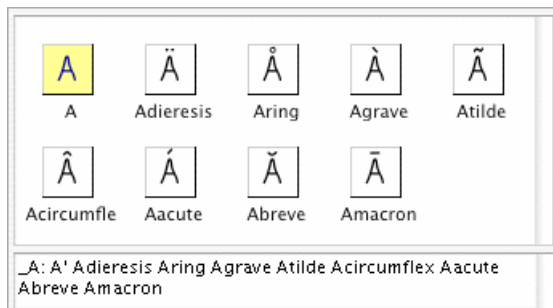 A Ä Å À Ã
A Adieresis Aring Agrave Atilde
Â Á Ă Ā
Acircumfle Aacute Abreve Amacron
_A: A' Adieresis Aring Agrave Atilde Acircumflex Aacute
Abreve Amacron